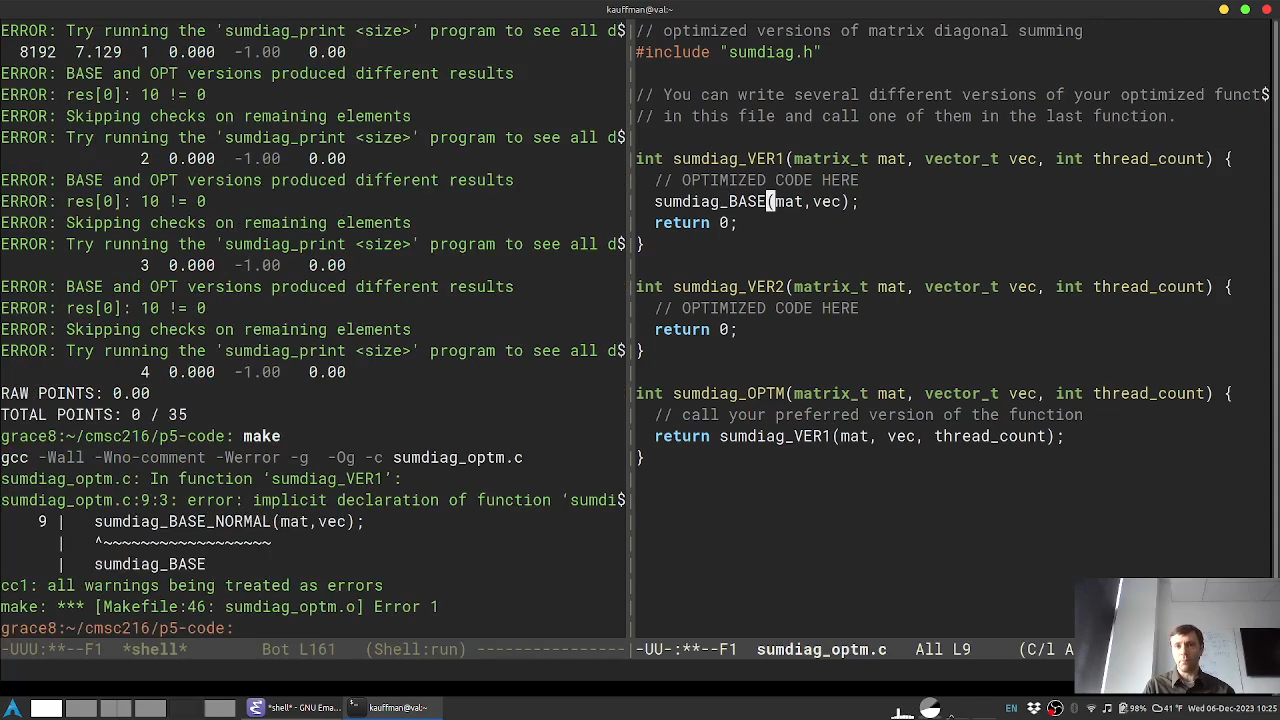 kauffman@val:~
ERROR: Try running the 'sumdiag_print <size>' program to see all d$
8192 7.129 1 0.000 -1.00 0.00
ERROR: BASE and OPT versions produced different results
ERROR: res[0]: 10 != 0
ERROR: Skipping checks on remaining elements
ERROR: Try running the 'sumdiag_print <size>' program to see all d$
2 0.000 -1.00 0.00
ERROR: BASE and OPT versions produced different results
ERROR: res[0]: 10 != 0
ERROR: Skipping checks on remaining elements
ERROR: Try running the 'sumdiag_print <size>' program to see all d$
3 0.000 -1.00 0.00
ERROR: BASE and OPT versions produced different results
ERROR: res[0]: 10 != 0
ERROR: Skipping checks on remaining elements
ERROR: Try running the 'sumdiag_print <size>' program to see all d$
4 0.000 -1.00 0.00
RAW POINTS: 0.00
TOTAL POINTS: 0 / 35
grace8:~/cmsc216/p5-code: make
gcc -Wall -Wno-comment -Werror -g -Og -c sumdiag_optm.c
sumdiag_optm.c: In function ‘sumdiag_VER1’:
sumdiag_optm.c:9:3: error: implicit declaration of function ‘sumdi$
9 | sumdiag_BASE_NORMAL(mat,vec);
| ^~~~~~~~~~~~~~~~~~~
| sumdiag_BASE
cc1: all warnings being treated as errors
make: *** [Makefile:46: sumdiag_optm.o] Error 1
grace8:~/cmsc216/p5-code:
-UUU:**--F1 *shell* Bot L161 (Shell:run) ----------------
// optimized versions of matrix diagonal summing
#include "sumdiag.h"
// You can write several different versions of your optimized funct$
// in this file and call one of them in the last function.
int sumdiag_VER1(matrix_t mat, vector_t vec, int thread_count) {
// OPTIMIZED CODE HERE
sumdiag_BASE(mat,vec);
return 0;
}
int sumdiag_VER2(matrix_t mat, vector_t vec, int thread_count) {
// OPTIMIZED CODE HERE
return 0;
}
int sumdiag_OPTM(matrix_t mat, vector_t vec, int thread_count) {
// call your preferred version of the function
return sumdiag_VER1(mat, vec, thread_count);
}
-UU-:**--F1 sumdiag_optm.c All L9 (C/l A
*shell* - GNU Ema...
kauffman@val:~
EN
98%
41°F
Wed 06-Dec-2023, 10:25